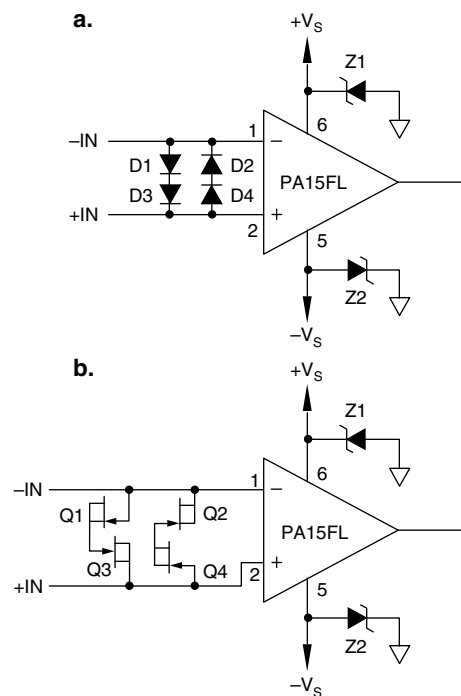 a.
+VS
Z1
6
−IN
1
−
D1
D2
PA15FL
D3
D4
+IN
2
+
5
Z2
−VS
b.
+VS
Z1
6
−IN
1
−
Q1
Q2
PA15FL
Q3
Q4
+IN
2
+
5
Z2
−VS